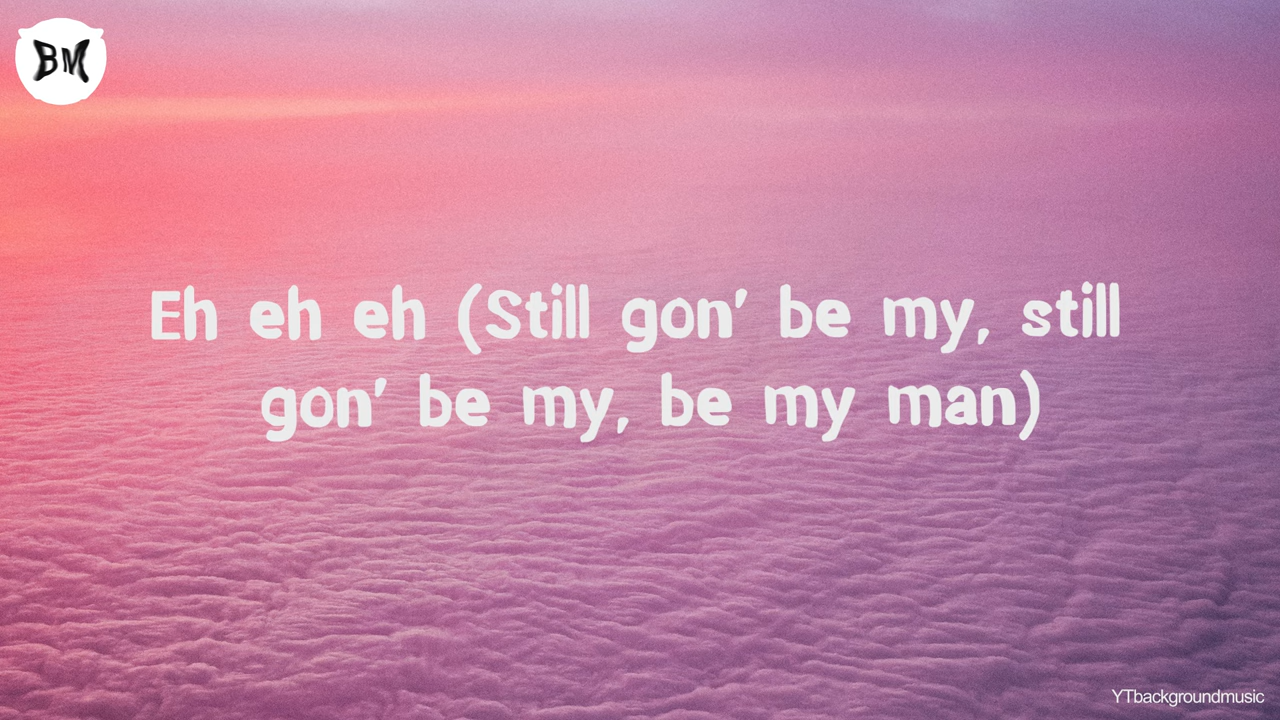 BM
Eh eh eh (Still gon' be my, still
gon' be my, be my man)
YTbackgroundmusic